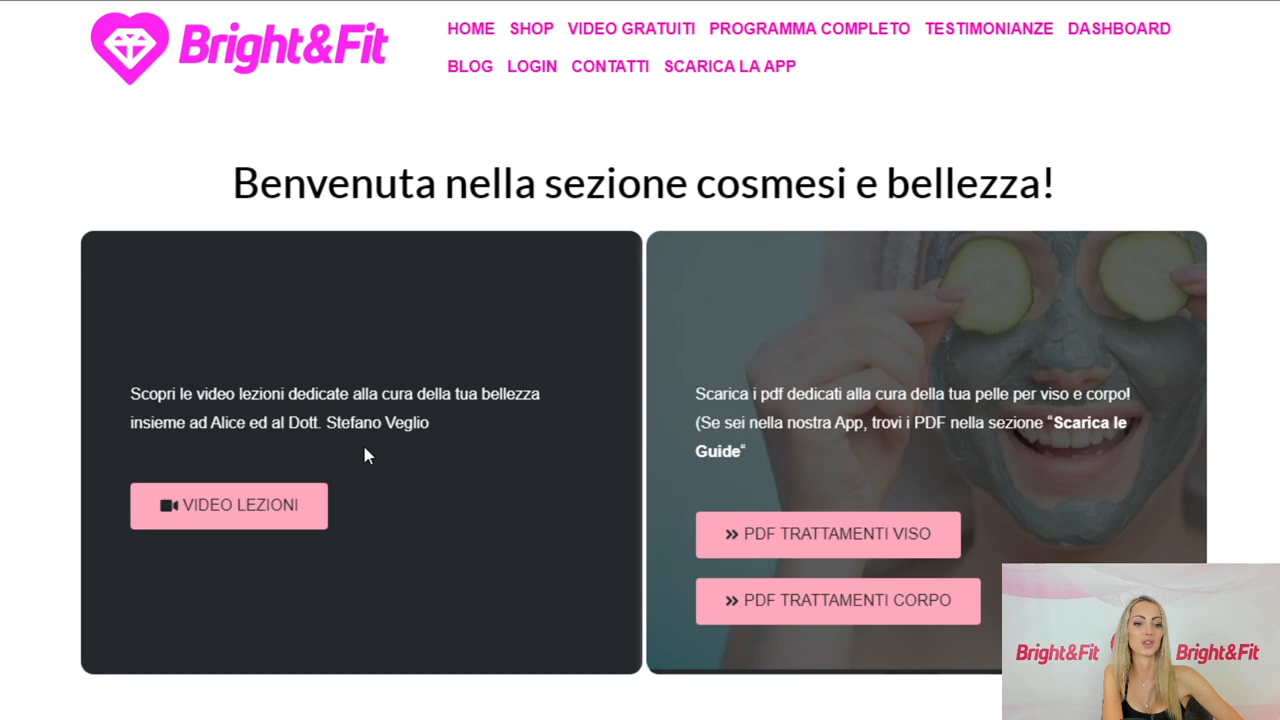 Bright&Fit
HOME SHOP VIDEO GRATUITI PROGRAMMA COMPLETO TESTIMONIANZE DASHBOARD
BLOG LOGIN CONTATTI SCARICA LA APP
Benvenuta nella sezione cosmesi e bellezza!
Scopri le video lezioni dedicate alla cura della tua bellezza
insieme ad Alice ed al Dott. Stefano Veglio
VIDEO LEZIONI
Scarica i pdf dedicati alla cura della tua pelle per viso e corpo!
(Se sei nella nostra App, trovi i PDF nella sezione “Scarica le
Guide“
PDF TRATTAMENTI VISO
PDF TRATTAMENTI CORPO
Bright&Fit
Bright&Fit